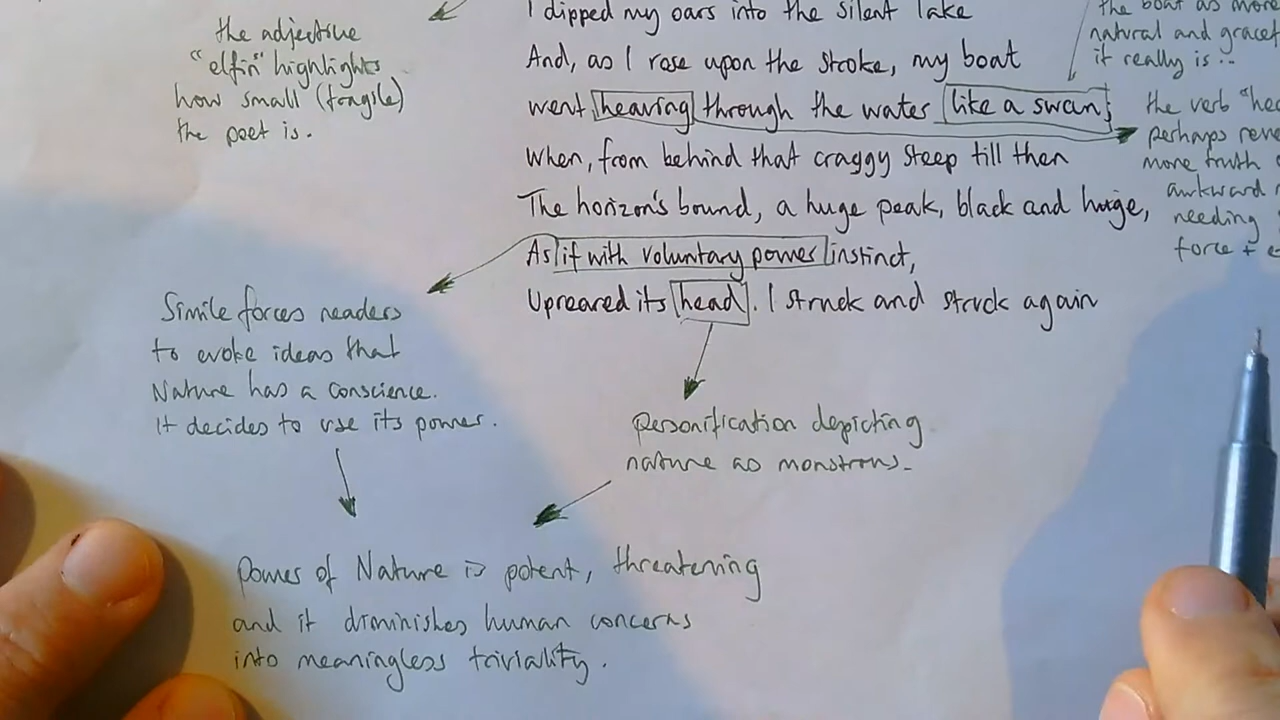 I dipped my oars into the silent lake
And, as I rose upon the stroke, my boat
went heaving through the water like a swan;
When, from behind that craggy steep till then
The horizon's bound, a huge peak, black and huge,
As if with voluntary power instinct,
Upreared its head. I struck and struck again
the adjective
"elfin" highlights
how small (fragile)
the poet is.
the boat as more
natural and gracef
it really is...
the verb "hea
perhaps reve
more truth
awkward
needing
force +
Simile forces readers
to evoke ideas that
Nature has a conscience.
It decides to use its power.
Personification depicting
nature as monstrous.
Power of Nature is potent, threatening
and it diminishes human concerns
into meaningless triviality.